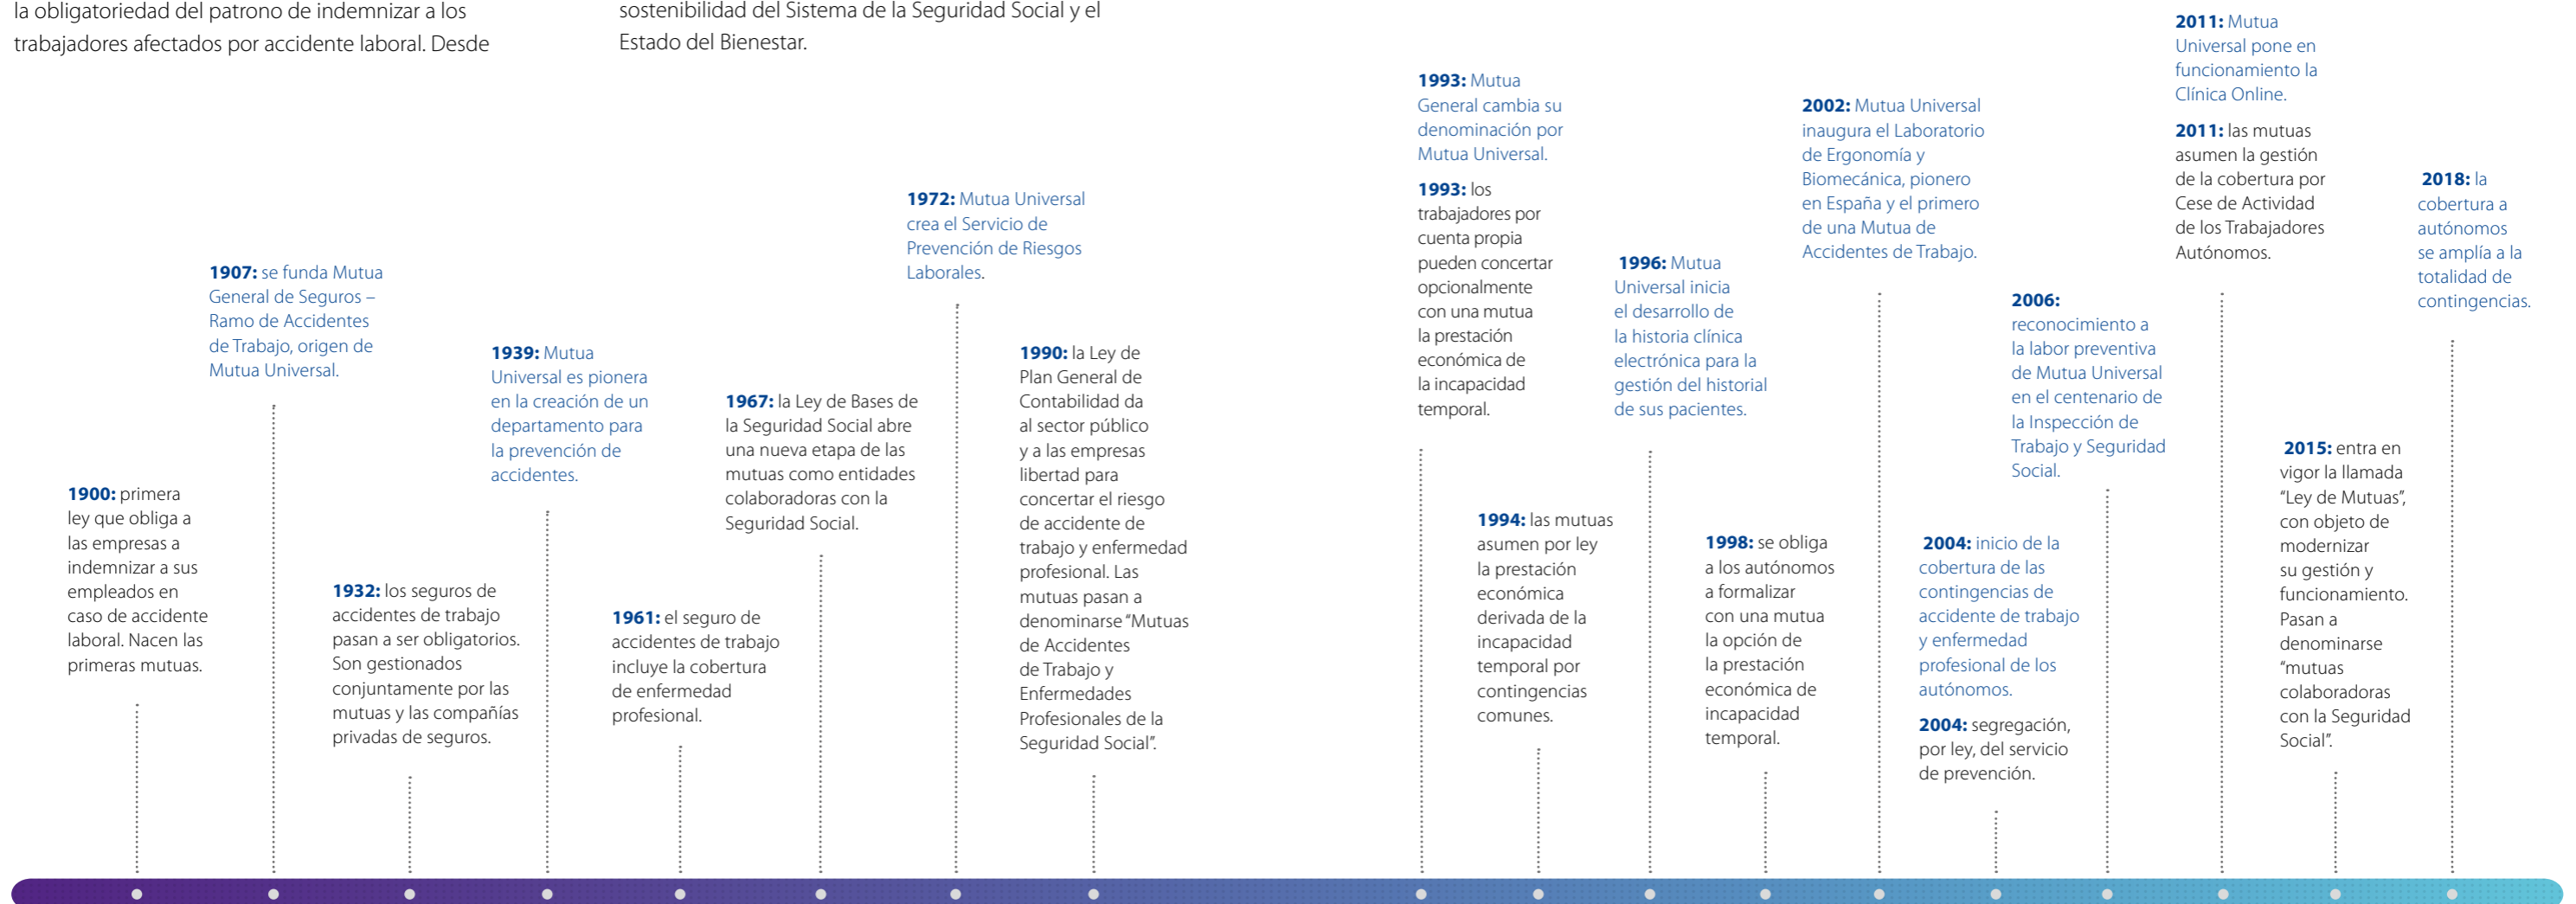 la obligatoriedad del patrono de indemnizar a los
trabajadores afectados por accidente laboral. Desde
sostenibilidad del Sistema de la Seguridad Social y el
Estado del Bienestar.
1900: primera
ley que obliga a
las empresas a
indemnizar a sus
empleados en
caso de accidente
laboral. Nacen las
primeras mutuas.
1907: se funda Mutua
General de Seguros –
Ramo de Accidentes
de Trabajo, origen de
Mutua Universal.
1932: los seguros de
accidentes de trabajo
pasan a ser obligatorios.
Son gestionados
conjuntamente por las
mutuas y las compañías
privadas de seguros.
1939: Mutua
Universal es pionera
en la creación de un
departamento para
la prevención de
accidentes.
1961: el seguro de
accidentes de trabajo
incluye la cobertura
de enfermedad
profesional.
1967: la Ley de Bases de
la Seguridad Social abre
una nueva etapa de las
mutuas como entidades
colaboradoras con la
Seguridad Social.
1972: Mutua Universal
crea el Servicio de
Prevención de Riesgos
Laborales.
1990: la Ley de
Plan General de
Contabilidad da
al sector público
y a las empresas
libertad para
concertar el riesgo
de accidente de
trabajo y enfermedad
profesional. Las
mutuas pasan a
denominarse “Mutuas
de Accidentes
de Trabajo y
Enfermedades
Profesionales de la
Seguridad Social”.
1993: Mutua
General cambia su
denominación por
Mutua Universal.
1993: los
trabajadores por
cuenta propia
pueden concertar
opcionalmente
con una mutua
la prestación
económica de
la incapacidad
temporal.
1994: las mutuas
asumen por ley
la prestación
económica
derivada de la
incapacidad
temporal por
contingencias
comunes.
1996: Mutua
Universal inicia
el desarrollo de
la historia clínica
electrónica para la
gestión del historial
de sus pacientes.
1998: se obliga
a los autónomos
a formalizar
con una mutua
la opción de
la prestación
económica de
incapacidad
temporal.
2002: Mutua Universal
inaugura el Laboratorio
de Ergonomía y
Biomecánica, pionero
en España y el primero
de una Mutua de
Accidentes de Trabajo.
2004: inicio de la
cobertura de las
contingencias de
accidente de trabajo
y enfermedad
profesional de los
autónomos.
2004: segregación,
por ley, del servicio
de prevención.
2006:
reconocimiento a
la labor preventiva
de Mutua Universal
en el centenario de
la Inspección de
Trabajo y Seguridad
Social.
2011: Mutua
Universal pone en
funcionamiento la
Clínica Online.
2011: las mutuas
asumen la gestión
de la cobertura por
Cese de Actividad
de los Trabajadores
Autónomos.
2015: entra en
vigor la llamada
“Ley de Mutuas”,
con objeto de
modernizar
su gestión y
funcionamiento.
Pasan a
denominarse
“mutuas
colaboradoras
con la Seguridad
Social”.
2018: la
cobertura a
autónomos
se amplía a la
totalidad de
contingencias.